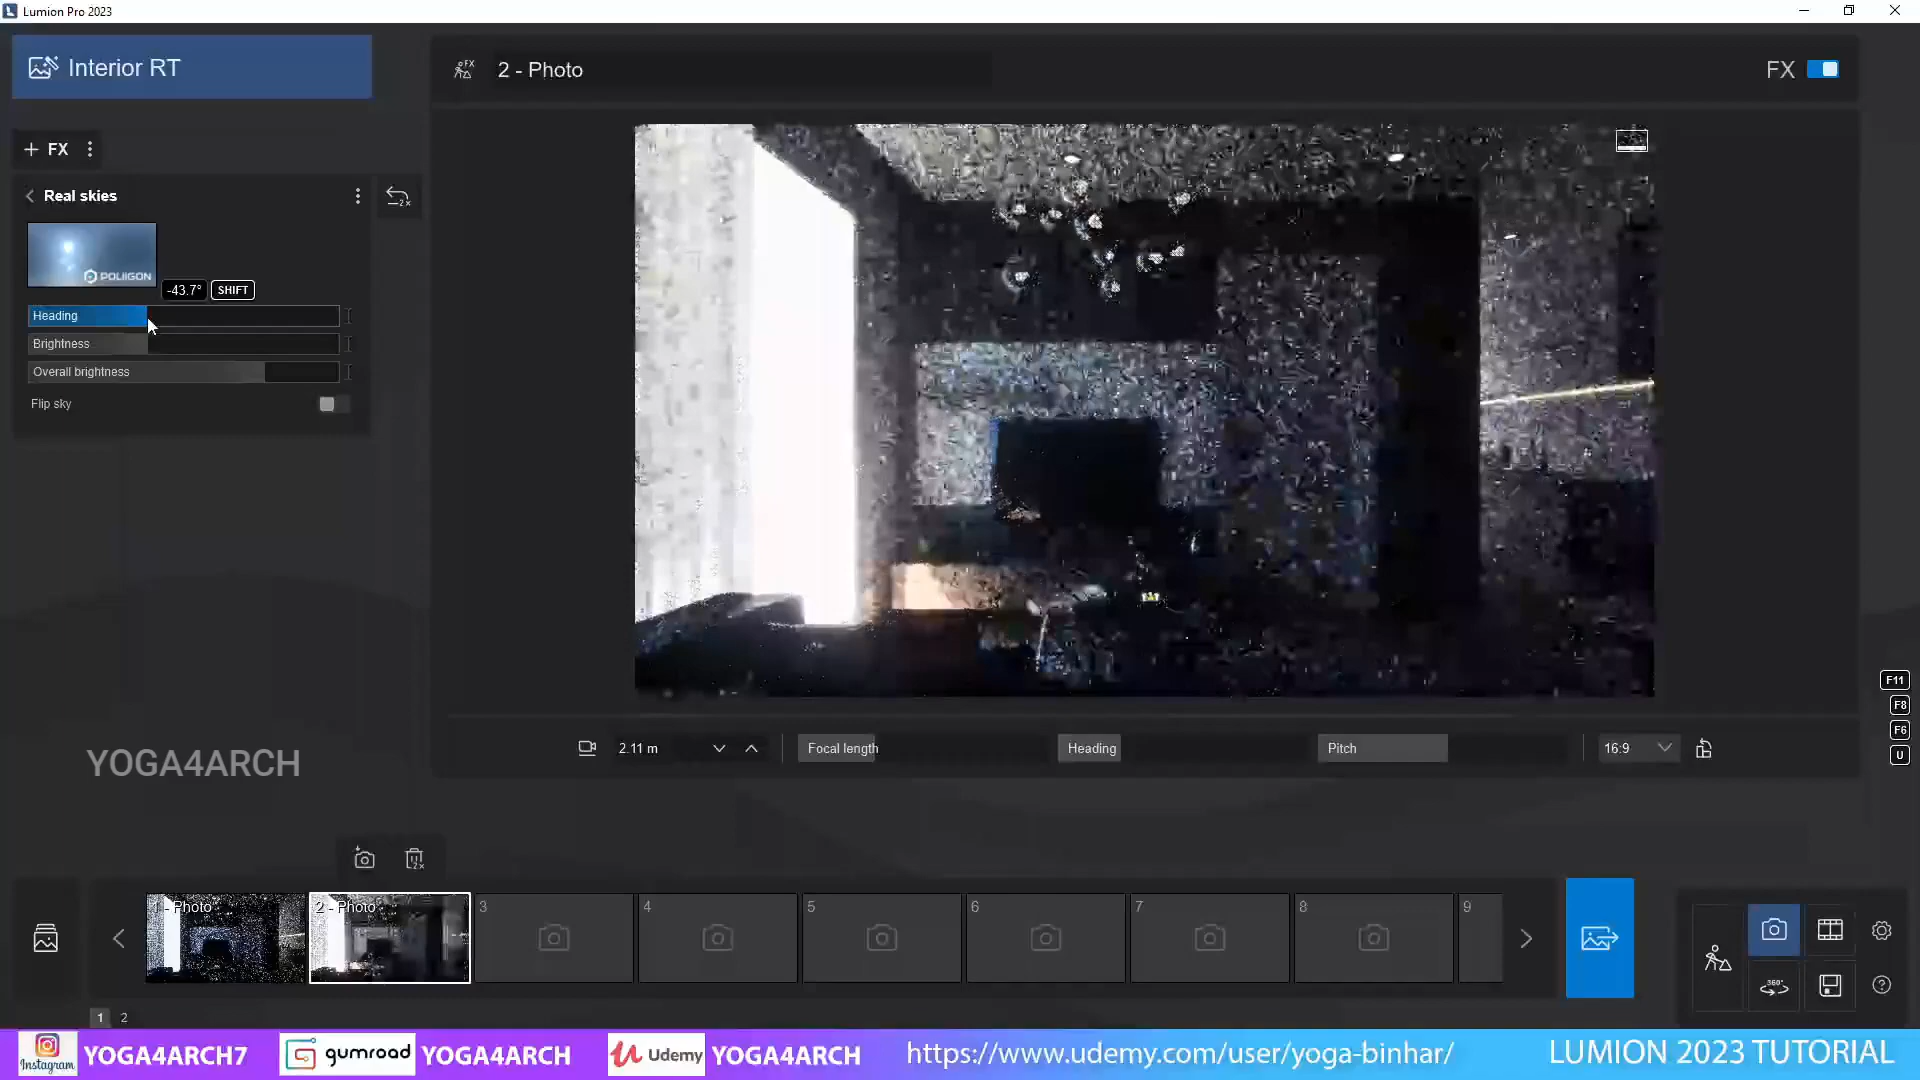 Lumion Pro 2023
Interior RT
2 - Photo
FX
+ FX
Real skies
POLIIGON
-43.7° SHIFT
Heading
Brightness
Overall brightness
Flip sky
F11
F8
F6
U
2.11 m
Focal length
Heading
Pitch
16:9
YOGA4ARCH
1 - Photo
2 - Photo
3
4
5
6
7
8
9
360°
1 2
Instagram
YOGA4ARCH7
gumroad
YOGA4ARCH
Udemy
YOGA4ARCH
https://www.udemy.com/user/yoga-binhar/
LUMION 2023 TUTORIAL